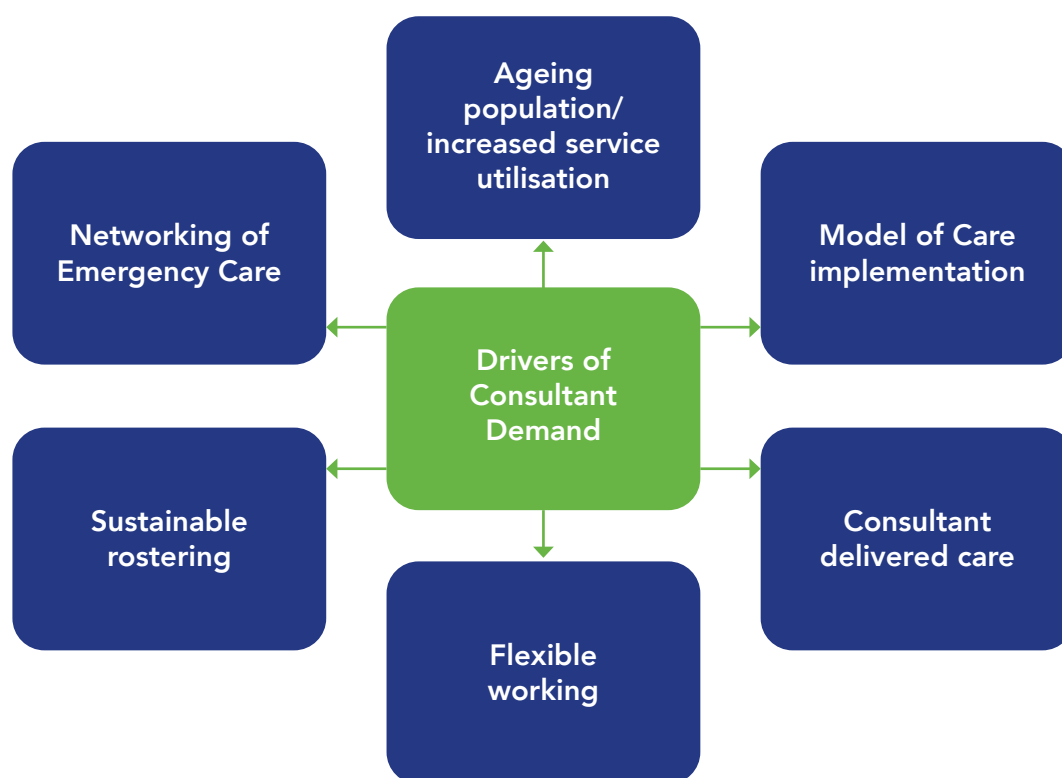 Ageing
population/
increased service
utilisation
Networking of
Emergency Care
Model of Care
implementation
Drivers of
Consultant
Demand
Sustainable
rostering
Consultant
delivered care
Flexible
working